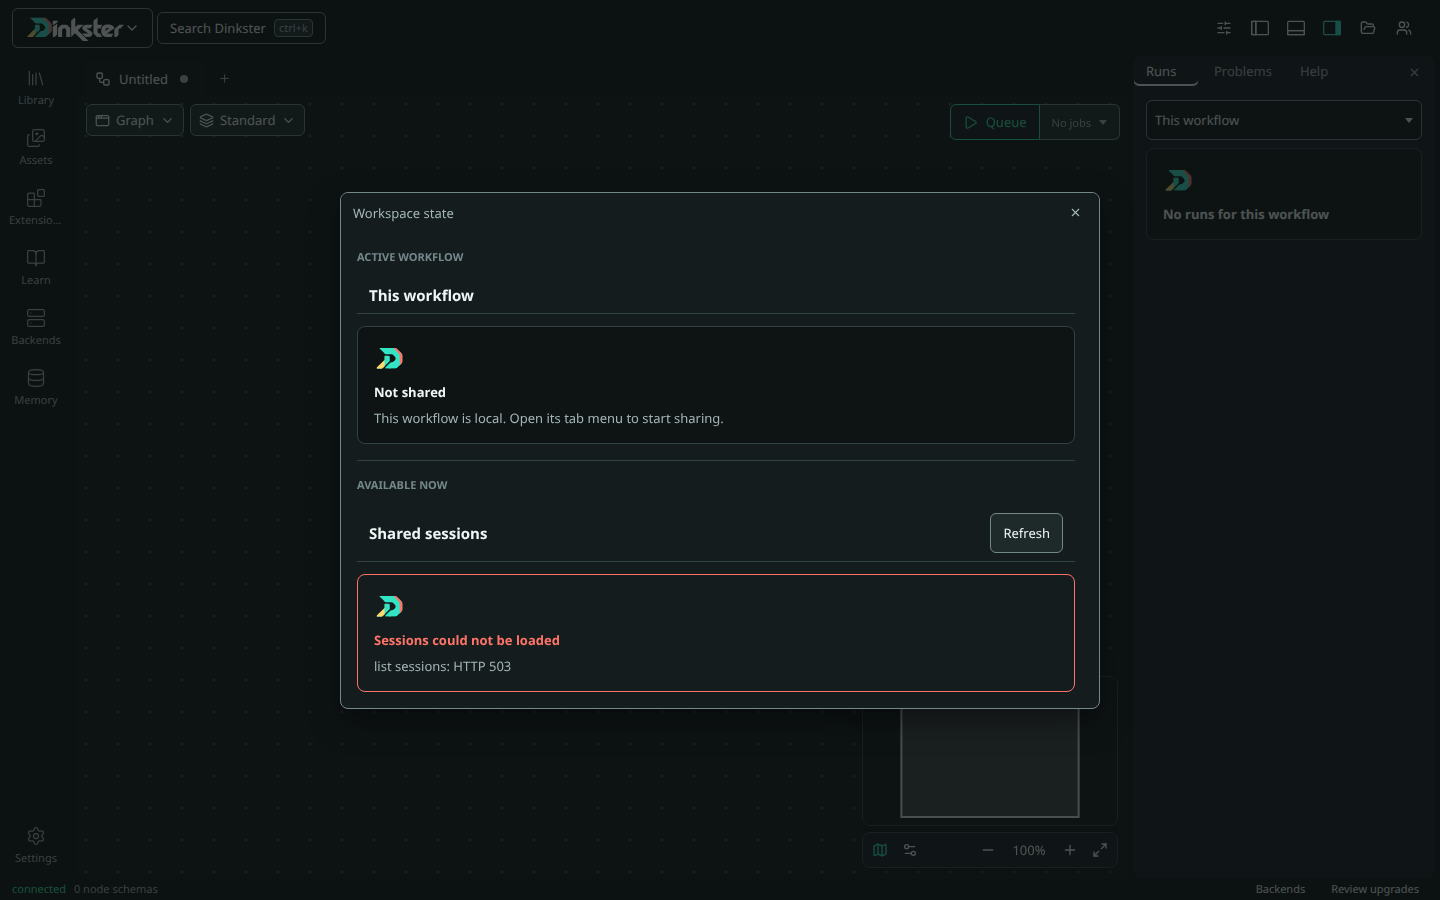 Dinkster
Search Dinkster ctrl+k
Library
Assets
Extensio...
Learn
Backends
Memory
Settings
Untitled
Graph
Standard
Queue
No jobs
Runs
Problems
Help
This workflow
No runs for this workflow
Workspace state
ACTIVE WORKFLOW
This workflow
Not shared
This workflow is local. Open its tab menu to start sharing.
AVAILABLE NOW
Shared sessions
Refresh
Sessions could not be loaded
list sessions: HTTP 503
100%
connected 0 node schemas
Backends
Review upgrades